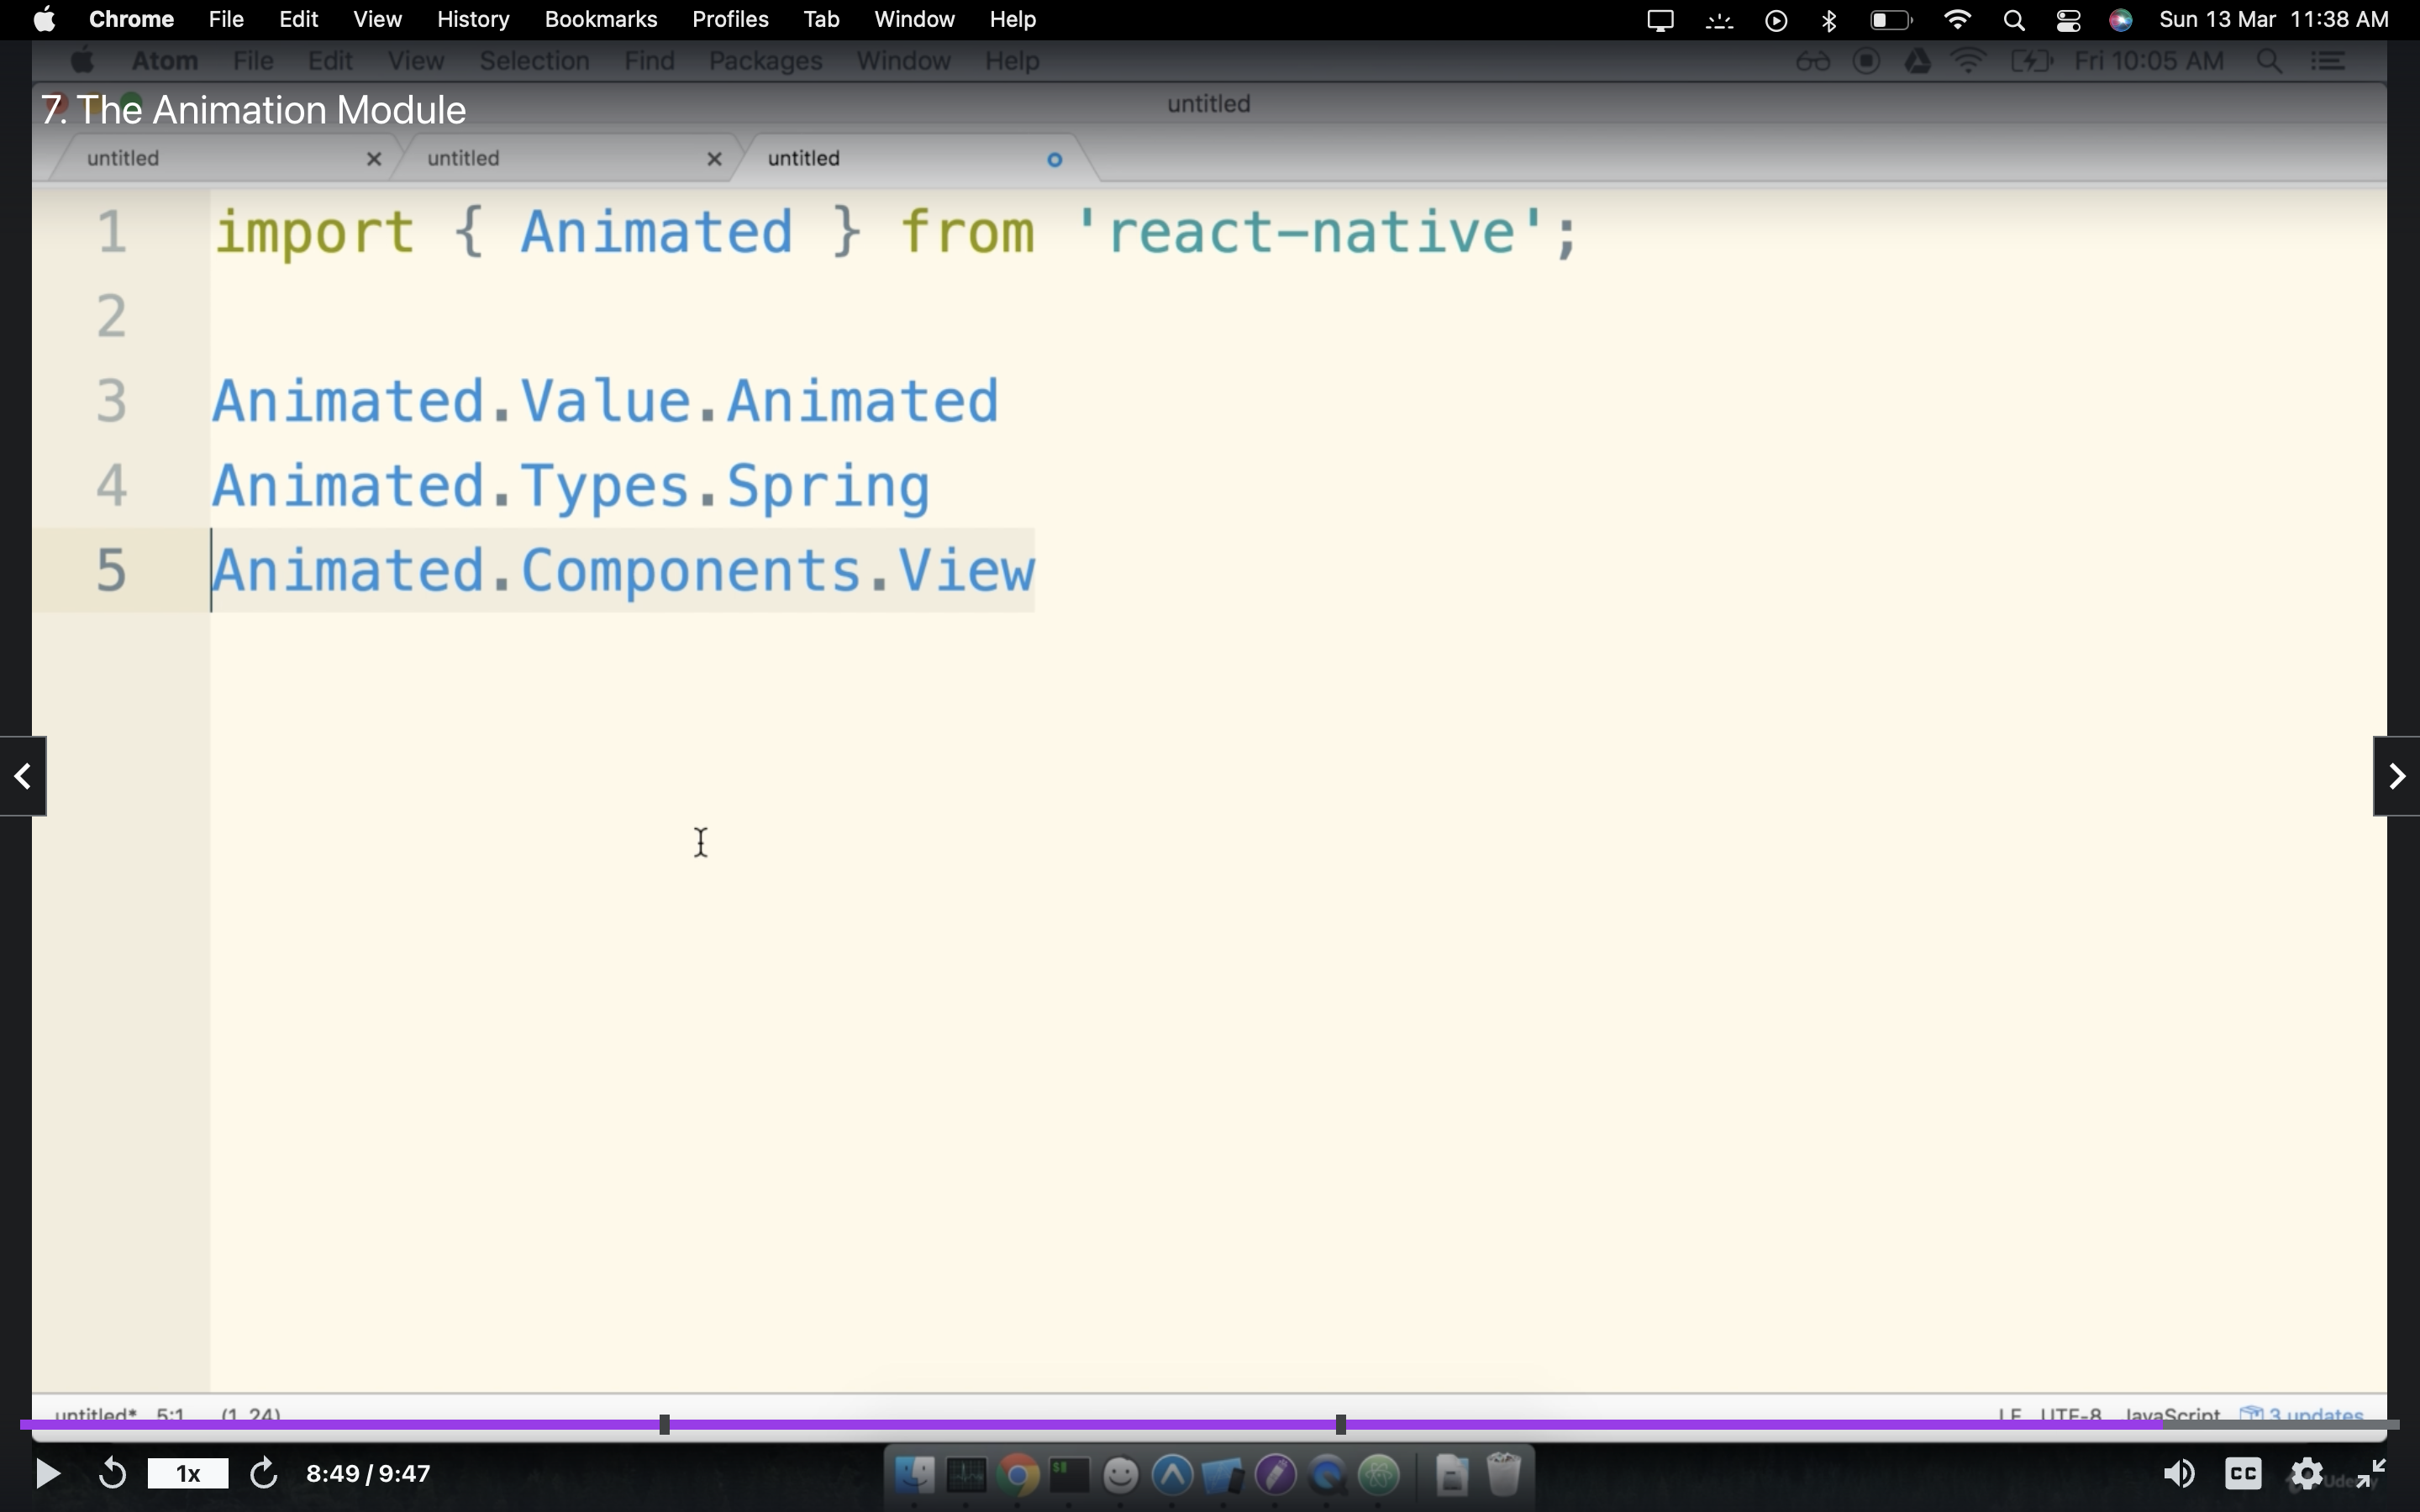 Chrome File Edit View History Bookmarks Profiles Tab Window Help Sun 13 Mar 11:38 AM
Atom File Edit View Selection Find Packages Window Help Fri 10:05 AM
7. The Animation Module untitled
untitled untitled untitled
1 import { Animated } from 'react-native';
2
3 Animated.Value.Animated
4 Animated.Types.Spring
5 Animated.Components.View
untitled* 5:1 (1, 24) LF UTF-8 JavaScript 3 updates
1x 8:49 / 9:47 CC Udemy